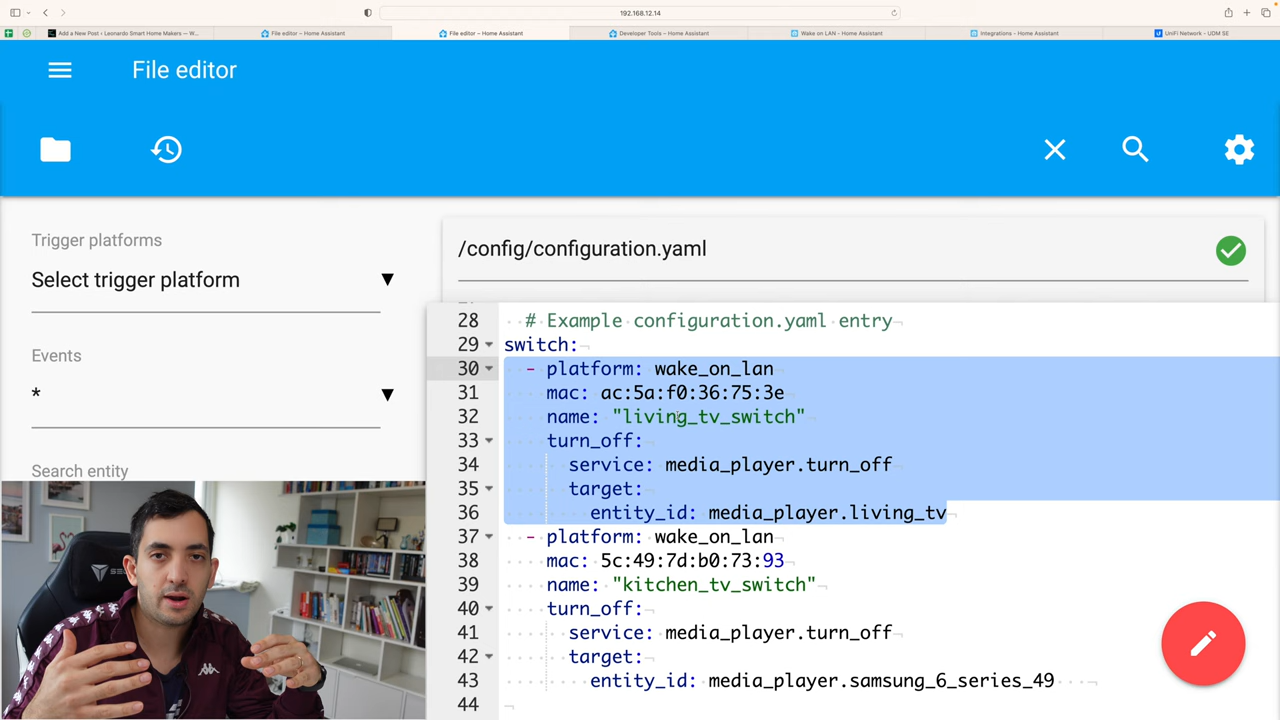 192.168.12.14
Add a New Post ‹ Leonardo Smart Home Makers — W...
File editor – Home Assistant
File editor – Home Assistant
Developer Tools – Home Assistant
Wake on LAN - Home Assistant
Integrations - Home Assistant
UniFi Network - UDM SE
File editor
Trigger platforms
Select trigger platform
Events
*
Search entity
/config/configuration.yaml
28 # Example configuration.yaml entry
29 switch:
30 - platform: wake_on_lan
31 mac: ac:5a:f0:36:75:3e
32 name: "living_tv_switch"
33 turn_off:
34 service: media_player.turn_off
35 target:
36 entity_id: media_player.living_tv
37 - platform: wake_on_lan
38 mac: 5c:49:7d:b0:73:93
39 name: "kitchen_tv_switch"
40 turn_off:
41 service: media_player.turn_off
42 target:
43 entity_id: media_player.samsung_6_series_49
44